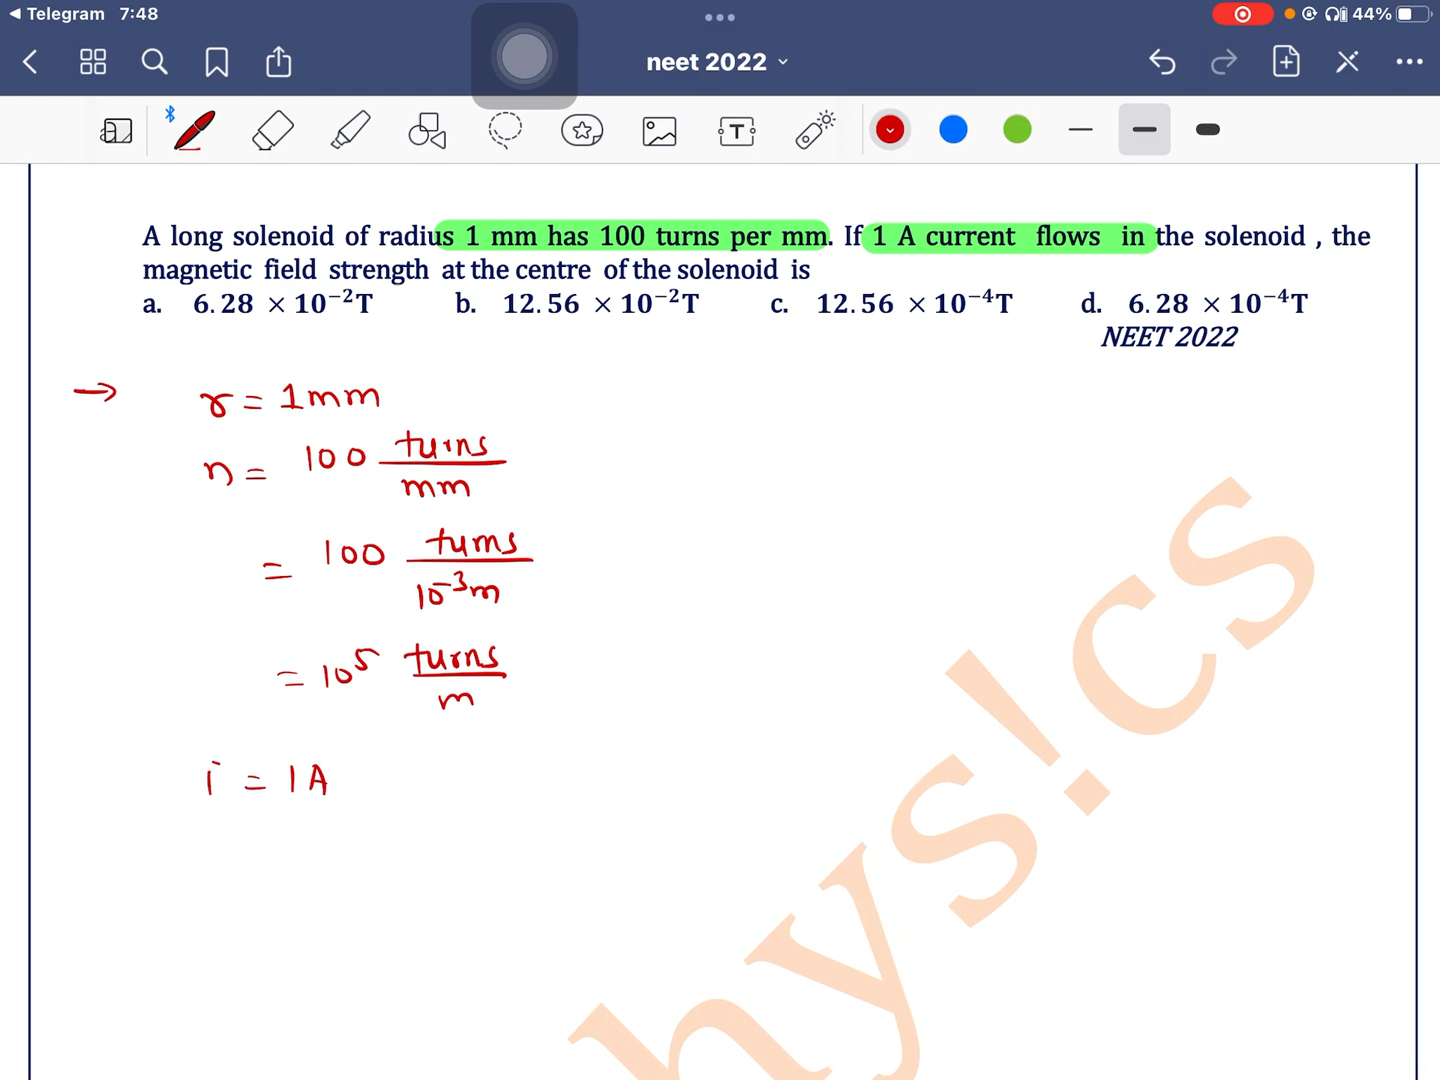 Telegram 7:48
44%
neet 2022
T
A long solenoid of radius 1 mm has 100 turns per mm. If 1 A current flows in the solenoid , the
magnetic field strength at the centre of the solenoid is
a. 6.28 × 10⁻²T b. 12.56 × 10⁻²T c. 12.56 × 10⁻⁴T d. 6.28 × 10⁻⁴T
NEET 2022
→ r = 1mm
n = 100 turns/mm
= 100 turns/10⁻³m
= 10⁵ turns/m
i = 1A
hys!cs